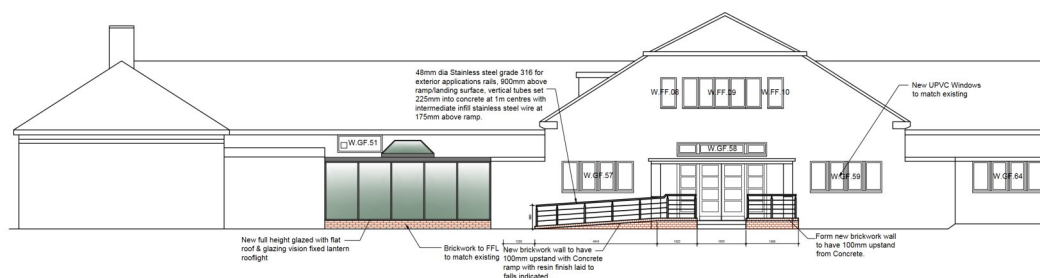 48mm dia Stainless steel grade 316 for
exterior applications rails, 900mm above
ramp/landing surface, vertical tubes set
225mm into concrete at 1m centres with
intermediate infill stainless steel wire at
175mm above ramp.
W.FF.08
W.FF.09
W.FF.10
New UPVC Windows
to match existing
W.GF.51
W.GF.58
W.GF.57
W.GF.59
W.GF.64
New full height glazed with flat
roof & glazing vision fixed lantern
rooflight
Brickwork to FFL
to match existing
New brickwork wall to have
100mm upstand with Concrete
ramp with resin finish laid to
falls indicated
Form new brickwork wall
to have 100mm upstand
from Concrete.